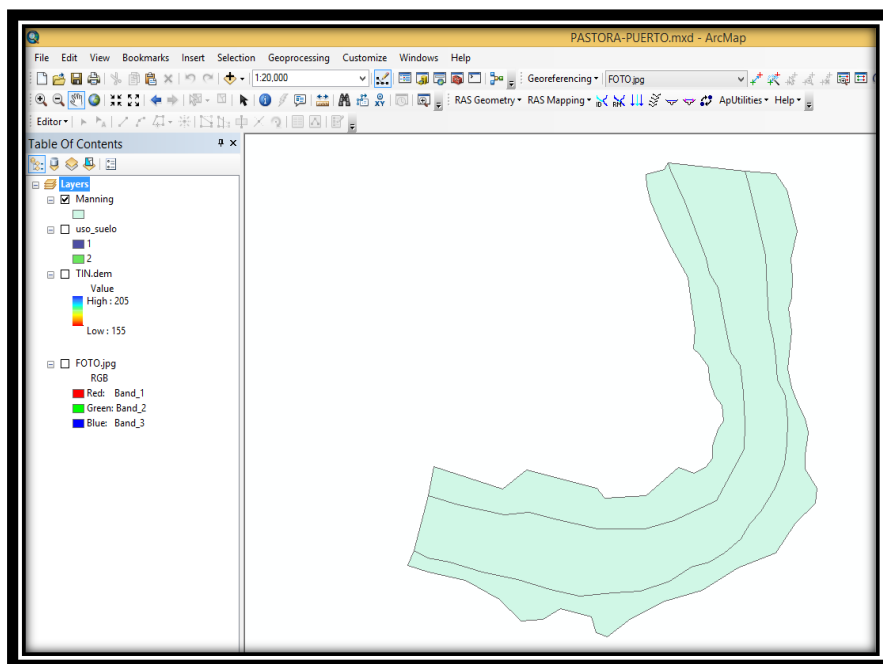 PASTORA-PUERTO.mxd - ArcMap
File Edit View Bookmarks Insert Selection Geoprocessing Customize Windows Help
1:20,000 Georeferencing FOTO.jpg
RAS Geometry RAS Mapping ID RPR ApUtilities Help
Editor
Table Of Contents
Layers
Manning
uso_suelo
1
2
TIN.dem
Value
High : 205
Low : 155
FOTO.jpg
RGB
Red: Band_1
Green: Band_2
Blue: Band_3